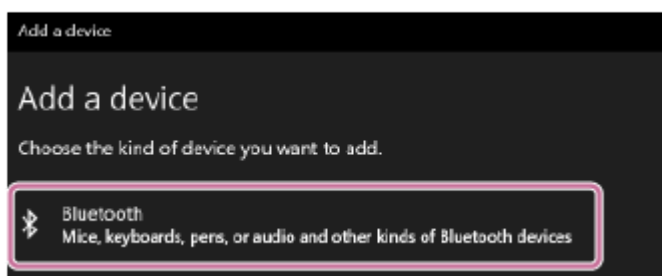 Add a device
Add a device
Choose the kind of device you want to add.
Bluetooth
Mice, keyboards, pens, or audio and other kinds of Bluetooth devices